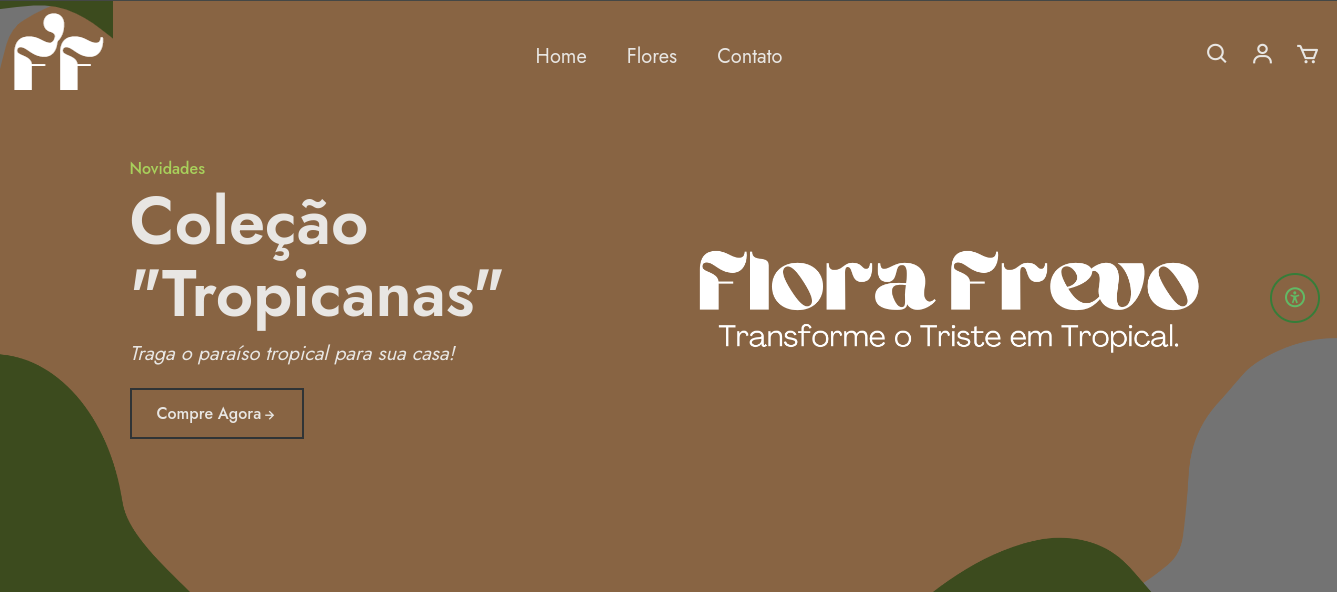 FF
Home Flores Contato
Novidades
Coleção
"Tropicanas"
Traga o paraíso tropical para sua casa!
Compre Agora →
Flora Frevo
Transforme o Triste em Tropical.